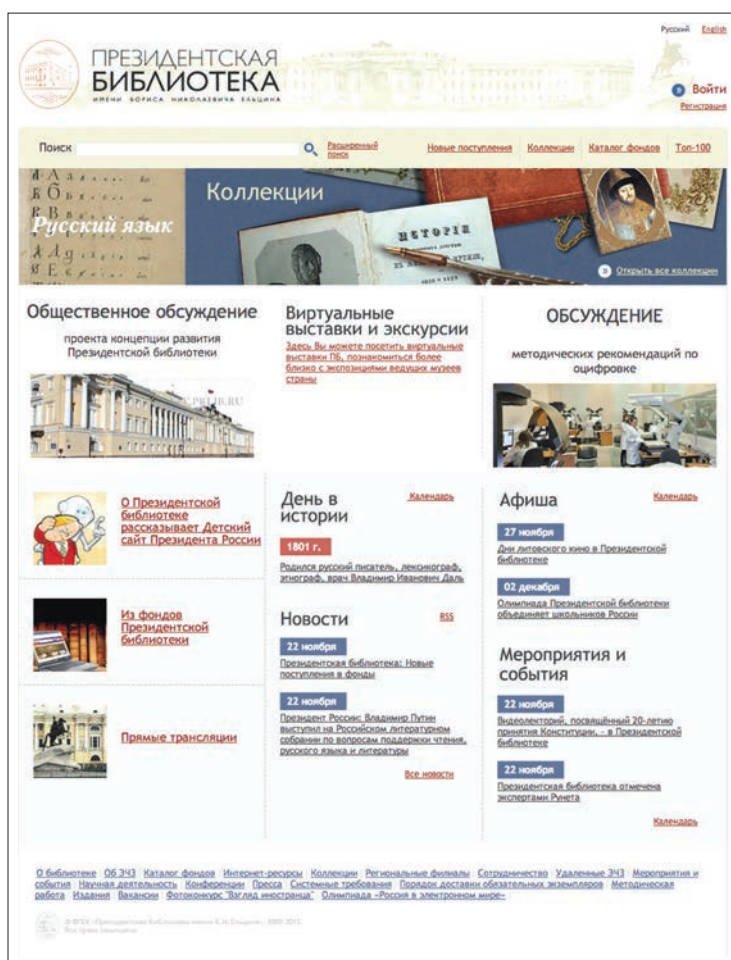 Русский English
ПРЕЗИДЕНТСКАЯ
БИБЛИОТЕКА
ИМЕНИ БОРИСА НИКОЛАЕВИЧА ЕЛЬЦИНА
Войти
Регистрация
Поиск
Расширенный
поиск
Новые поступления Коллекции Каталог фондов Топ-100
Русский язык
Коллекции
ИСТОРІЯ
Открыть все коллекции
Общественное обсуждение
проекта концепции развития
Президентской библиотеки
Виртуальные
выставки и экскурсии
Здесь Вы можете посетить виртуальные
выставки ПБ, познакомиться более
близко с экспозициями ведущих музеев
страны
ОБСУЖДЕНИЕ
методических рекомендаций по
оцифровке
О Президентской
библиотеке
рассказывает Детский
сайт Президента России
Из фондов
Президентской
библиотеки
Прямые трансляции
День в
истории
Календарь
1801 г.
Родился русский писатель, лексикограф,
этнограф, врач Владимир Иванович Даль
Новости
RSS
22 ноября
Президентская библиотека: Новые
поступления в фонды
22 ноября
Президент России: Владимир Путин
выступил на Российском литературном
собрании по вопросам поддержки чтения,
русского языка и литературы
Все новости
Афиша
Календарь
27 ноября
Дни литовского кино в Президентской
библиотеке
02 декабря
Олимпиада Президентской библиотеки
объединяет школьников России
Мероприятия и
события
22 ноября
Видеолекторий, посвящённый 20-летию
принятия Конституции, - в Президентской
библиотеке
22 ноября
Президентская библиотека отмечена
экспертами Рунета
Календарь
О библиотеке Об ЭЧЗ Каталог фондов Интернет-ресурсы Коллекции Региональные филиалы Сотрудничество Удаленные ЭЧЗ Мероприятия и
события Научная деятельность Конференции Пресса Системные требования Порядок доставки обязательных экземпляров Методическая
работа Издания Вакансии Фотоконкурс "Взгляд иностранца" Олимпиада «Россия в электронном мире»